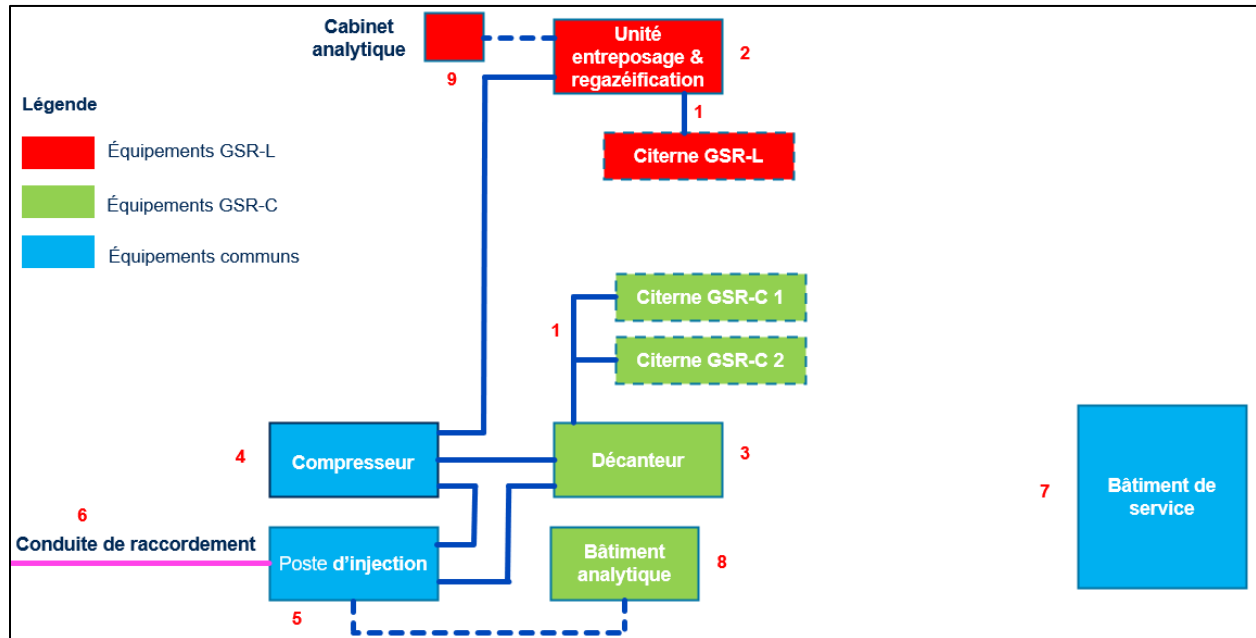 Cabinet
analytique
9
Unité
entreposage &
regazéification
2
1
Citerne GSR-L
Légende
Équipements GSR-L
Équipements GSR-C
Équipements communs
Citerne GSR-C 1
1
Citerne GSR-C 2
4
Compresseur
Décanteur
3
7
Bâtiment de
service
6
Conduite de raccordement
Poste d'injection
5
Bâtiment
analytique
8